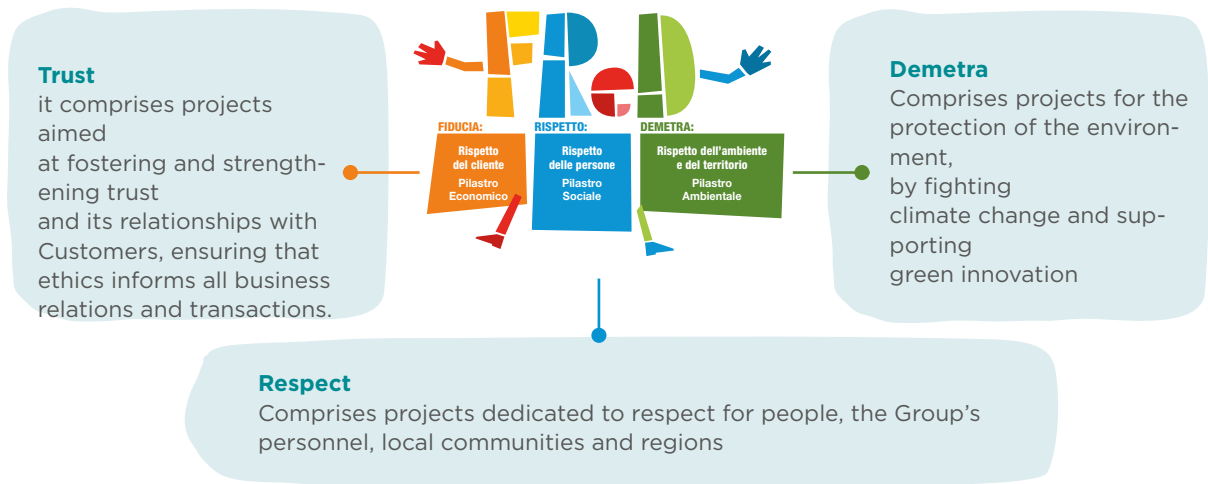 Trust
it comprises projects
aimed
at fostering and strength-
ening trust
and its relationships with
Customers, ensuring that
ethics informs all business
relations and transactions.
FReD
FIDUCIA:
Rispetto
del cliente
Pilastro
Economico
RISPETTO:
Rispetto
delle persone
Pilastro
Sociale
DEMETRA:
Rispetto dell'ambiente
e del territorio
Pilastro
Ambientale
Demetra
Comprises projects for the
protection of the environ-
ment,
by fighting
climate change and sup-
porting
green innovation
Respect
Comprises projects dedicated to respect for people, the Group’s
personnel, local communities and regions